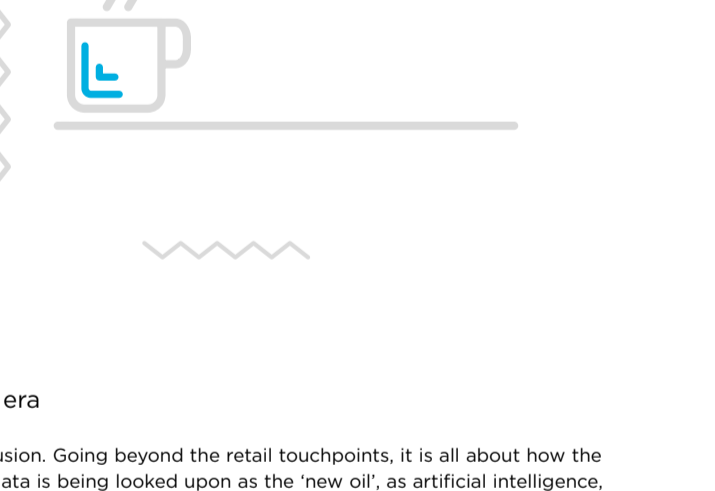 era
usion. Going beyond the retail touchpoints, it is all about how the
ata is being looked upon as the ‘new oil’, as artificial intelligence,